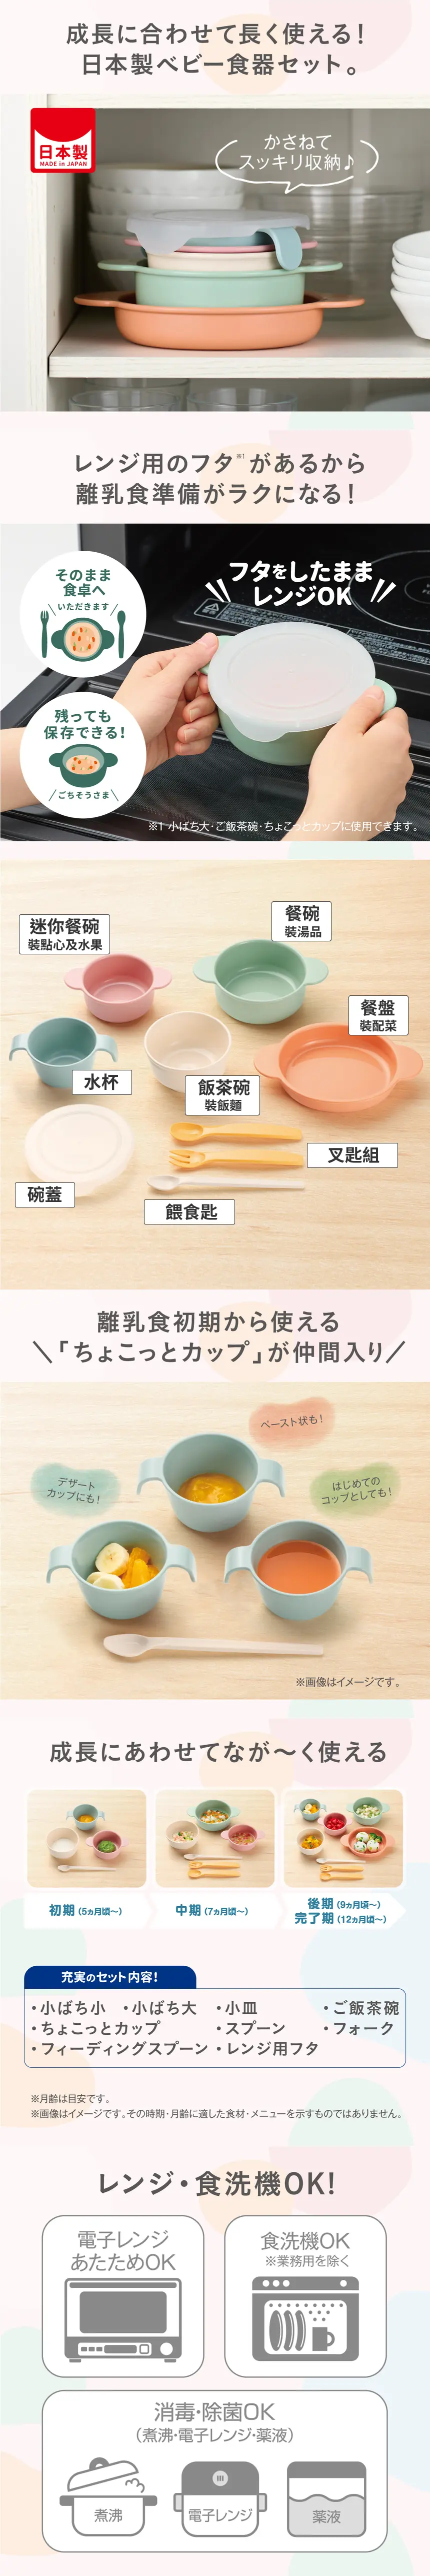 成長に合わせて長く使える！
日本製ベビー食器セット。
日本製
MADE in JAPAN
かさねて
スッキリ収納♪
レンジ用のフタ※1があるから
離乳食準備がラクになる！
そのまま
食卓へ
いただきます
フタをしたまま
レンジOK
残っても
保存できる！
ごちそうさま
※1 小ばち大・ご飯茶碗・ちょこっとカップに使用できます。
迷你餐碗
裝點心及水果
餐碗
裝湯品
餐盤
裝配菜
水杯
飯茶碗
裝飯麵
叉匙組
碗蓋
餵食匙
離乳食初期から使える
＼「ちょこっとカップ」が仲間入り／
ペースト状も！
デザート
カップにも！
はじめての
コップとしても！
※画像はイメージです。
成長にあわせてなが〜く使える
初期（5ヵ月頃〜）
中期（7ヵ月頃〜）
後期（9ヵ月頃〜）
完了期（12ヵ月頃〜）
充実のセット内容！
・小ばち小 ・小ばち大 ・小皿 ・ご飯茶碗
・ちょこっとカップ ・スプーン ・フォーク
・フィーディングスプーン ・レンジ用フタ
※月齢は目安です。
※画像はイメージです。その時期・月齢に適した食材・メニューを示すものではありません。
レンジ・食洗機OK！
電子レンジ
あたためOK
食洗機OK
※業務用を除く
消毒・除菌OK
（煮沸・電子レンジ・薬液）
煮沸
電子レンジ
薬液